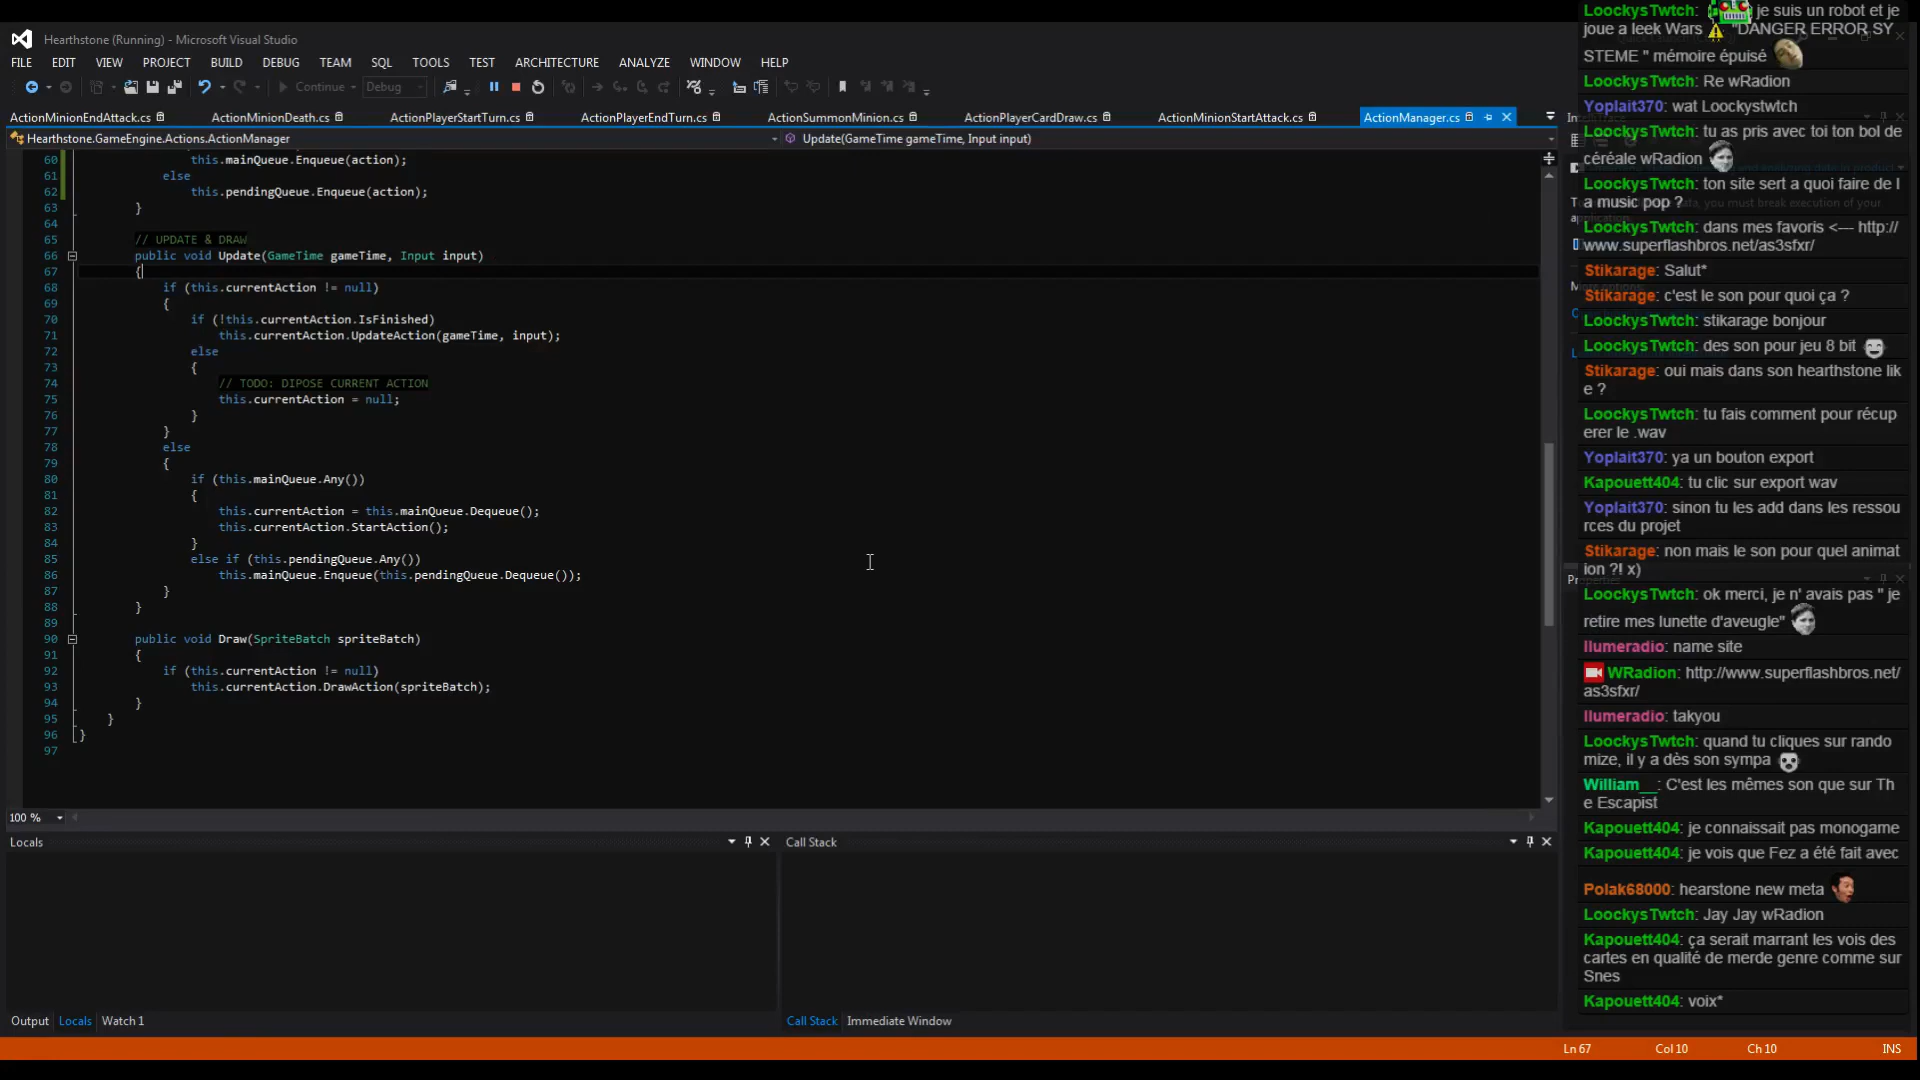 Hearthstone (Running) - Microsoft Visual Studio
FILE EDIT VIEW PROJECT BUILD DEBUG TEAM SQL TOOLS TEST ARCHITECTURE ANALYZE WINDOW HELP
Continue Debug
ActionMinionEndAttack.cs ActionMinionDeath.cs ActionPlayerStartTurn.cs ActionPlayerEndTurn.cs ActionSummonMinion.cs ActionPlayerCardDraw.cs ActionMinionStartAttack.cs ActionManager.cs
Hearthstone.GameEngine.Actions.ActionManager Update(GameTime gameTime, Input input)
60 this.mainQueue.Enqueue(action);
61 else
62 this.pendingQueue.Enqueue(action);
63 }
64
65 // UPDATE & DRAW
66 public void Update(GameTime gameTime, Input input)
67 {
68 if (this.currentAction != null)
69 {
70 if (!this.currentAction.IsFinished)
71 this.currentAction.UpdateAction(gameTime, input);
72 else
73 {
74 // TODO: DIPOSE CURRENT ACTION
75 this.currentAction = null;
76 }
77 }
78 else
79 {
80 if (this.mainQueue.Any())
81 {
82 this.currentAction = this.mainQueue.Dequeue();
83 this.currentAction.StartAction();
84 }
85 else if (this.pendingQueue.Any())
86 this.mainQueue.Enqueue(this.pendingQueue.Dequeue());
87 }
88 }
89
90 public void Draw(SpriteBatch spriteBatch)
91 {
92 if (this.currentAction != null)
93 this.currentAction.DrawAction(spriteBatch);
94 }
95 }
96 }
97
100 %
Locals
Call Stack
Output Locals Watch 1
Call Stack Immediate Window
Ln 67 Col 10 Ch 10 INS
LoockysTwtch: je suis un robot et je
joue a leek Wars "DANGER ERROR SY
STEME " mémoire épuisé
LoockysTwtch: Re wRadion
Yoplait370: wat Loockystwtch
LoockysTwtch: tu as pris avec toi ton bol de
céréale wRadion
LoockysTwtch: ton site sert a quoi faire de l
a music pop ?
LoockysTwtch: dans mes favoris <--- http://
www.superflashbros.net/as3sfxr/
Stikarage: Salut*
Stikarage: c'est le son pour quoi ça ?
LoockysTwtch: stikarage bonjour
LoockysTwtch: des son pour jeu 8 bit
Stikarage: oui mais dans son hearthstone lik
e ?
LoockysTwtch: tu fais comment pour récup
erer le .wav
Yoplait370: ya un bouton export
Kapouett404: tu clic sur export wav
Yoplait370: sinon tu les add dans les ressou
rces du projet
Stikarage: non mais le son pour quel animat
ion ?! x)
LoockysTwtch: ok merci, je n' avais pas " je
retire mes lunette d'aveugle"
llumeradio: name site
WRadion: http://www.superflashbros.net/
as3sfxr/
llumeradio: takyou
LoockysTwtch: quand tu cliques sur rando
mize, il y a dès son sympa
William__: C'est les mêmes son que sur Th
e Escapist
Kapouett404: je connaissait pas monogame
Kapouett404: je vois que Fez a été fait avec
Polak68000: hearstone new meta
LoockysTwtch: Jay Jay wRadion
Kapouett404: ça serait marrant les vois des
cartes en qualité de merde genre comme sur
Snes
Kapouett404: voix*